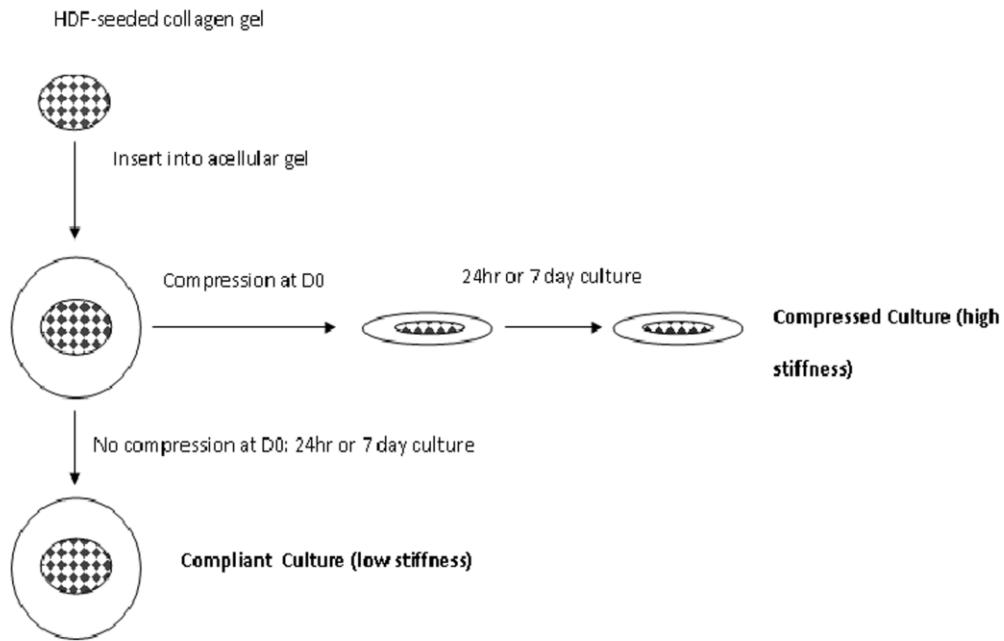 HDF-seeded collagen gel
Insert into acellular gel
Compression at D0
24hr or 7 day culture
Compressed Culture (high
stiffness)
No compression at D0: 24hr or 7 day culture
Compliant Culture (low stiffness)